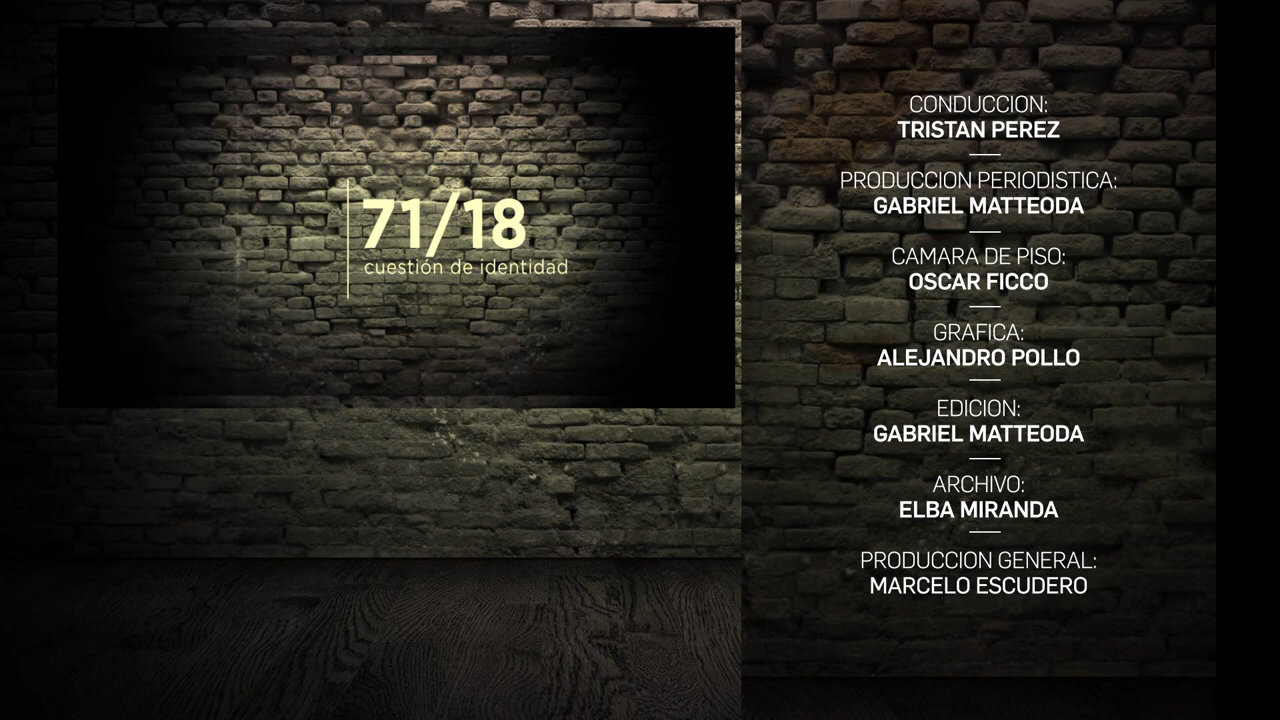 71/18
cuestión de identidad
CONDUCCION:
TRISTAN PEREZ
PRODUCCION PERIODISTICA:
GABRIEL MATTEODA
CAMARA DE PISO:
OSCAR FICCO
GRAFICA:
ALEJANDRO POLLO
EDICION:
GABRIEL MATTEODA
ARCHIVO:
ELBA MIRANDA
PRODUCCION GENERAL:
MARCELO ESCUDERO